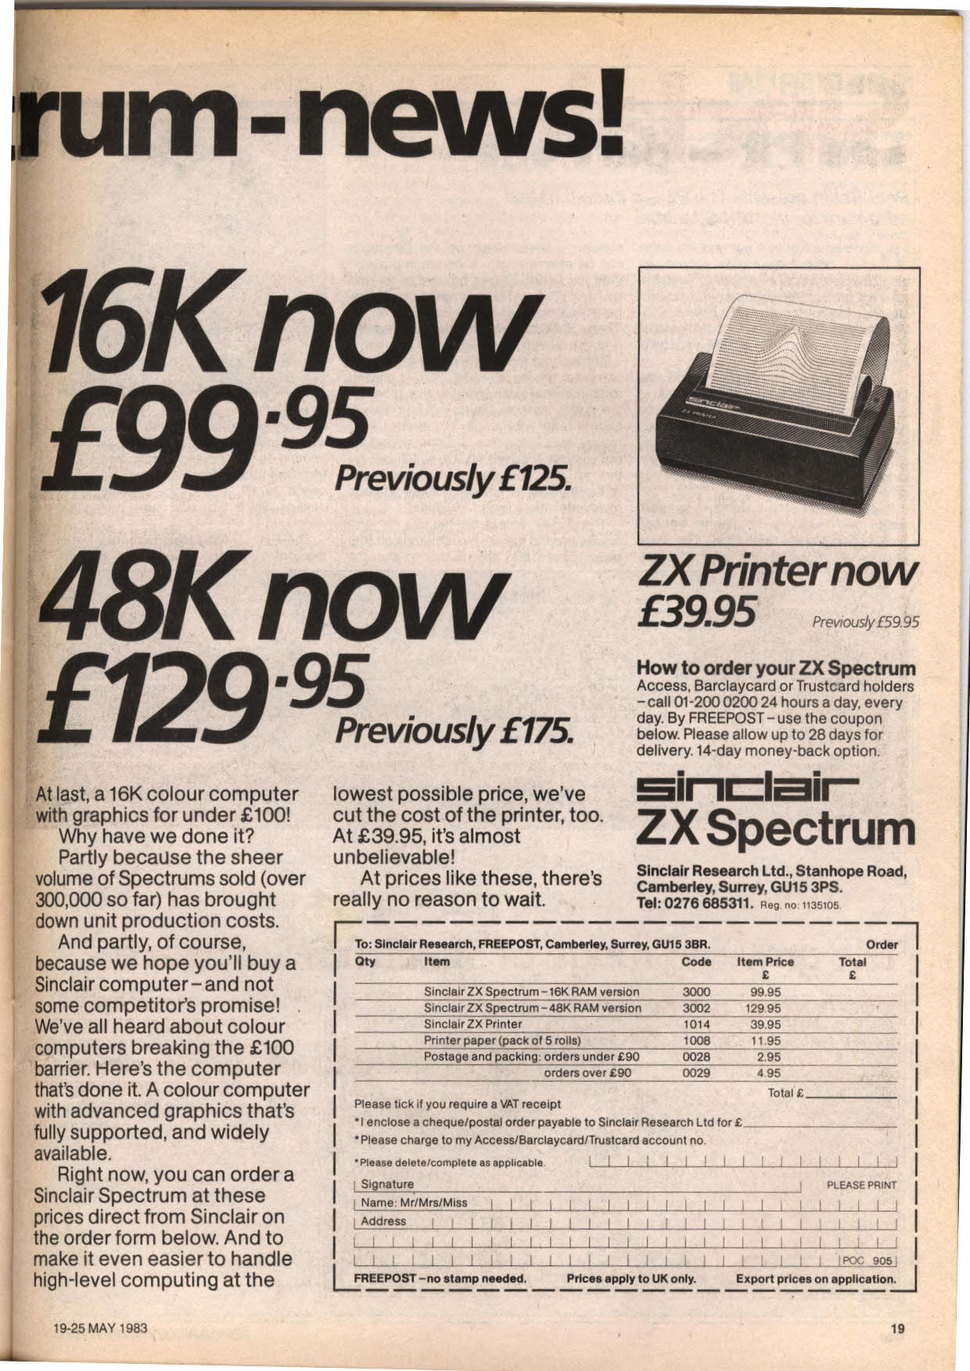 rum-news!
16K now
£99.95
Previously £125.
48K now
£129.95
Previously £175.
At last, a 16K colour computer
with graphics for under £100!
Why have we done it?
Partly because the sheer
volume of Spectrums sold (over
300,000 so far) has brought
down unit production costs.
And partly, of course,
because we hope you'll buy a
Sinclair computer – and not
some competitor's promise!
We've all heard about colour
computers breaking the £100
barrier. Here's the computer
that's done it. A colour computer
with advanced graphics that's
fully supported, and widely
available.
Right now, you can order a
Sinclair Spectrum at these
prices direct from Sinclair on
the order form below. And to
make it even easier to handle
high-level computing at the
lowest possible price, we've
cut the cost of the printer, too.
At £39.95, it's almost
unbelievable!
At prices like these, there's
really no reason to wait.
sinclair
ZX PRINTER
ZX Printer now
£39.95
Previously £59.95
How to order your ZX Spectrum
Access, Barclaycard or Trustcard holders
– call 01-200 0200 24 hours a day, every
day. By FREEPOST – use the coupon
below. Please allow up to 28 days for
delivery. 14-day money-back option.
sinclair
ZX Spectrum
Sinclair Research Ltd., Stanhope Road,
Camberley, Surrey, GU15 3PS.
Tel: 0276 685311. Reg. no: 1135105.
To: Sinclair Research, FREEPOST, Camberley, Surrey, GU15 3BR. Order
Qty Item Code Item Price Total
£ £
Sinclair ZX Spectrum – 16K RAM version 3000 99.95
Sinclair ZX Spectrum – 48K RAM version 3002 129.95
Sinclair ZX Printer 1014 39.95
Printer paper (pack of 5 rolls) 1008 11.95
Postage and packing: orders under £90 0028 2.95
orders over £90 0029 4.95
Total £
Please tick if you require a VAT receipt
*I enclose a cheque/postal order payable to Sinclair Research Ltd for £
*Please charge to my Access/Barclaycard/Trustcard account no.
*Please delete/complete as applicable.
Signature PLEASE PRINT
Name: Mr/Mrs/Miss
Address
POC 905
FREEPOST – no stamp needed. Prices apply to UK only. Export prices on application.
19-25 MAY 1983 19